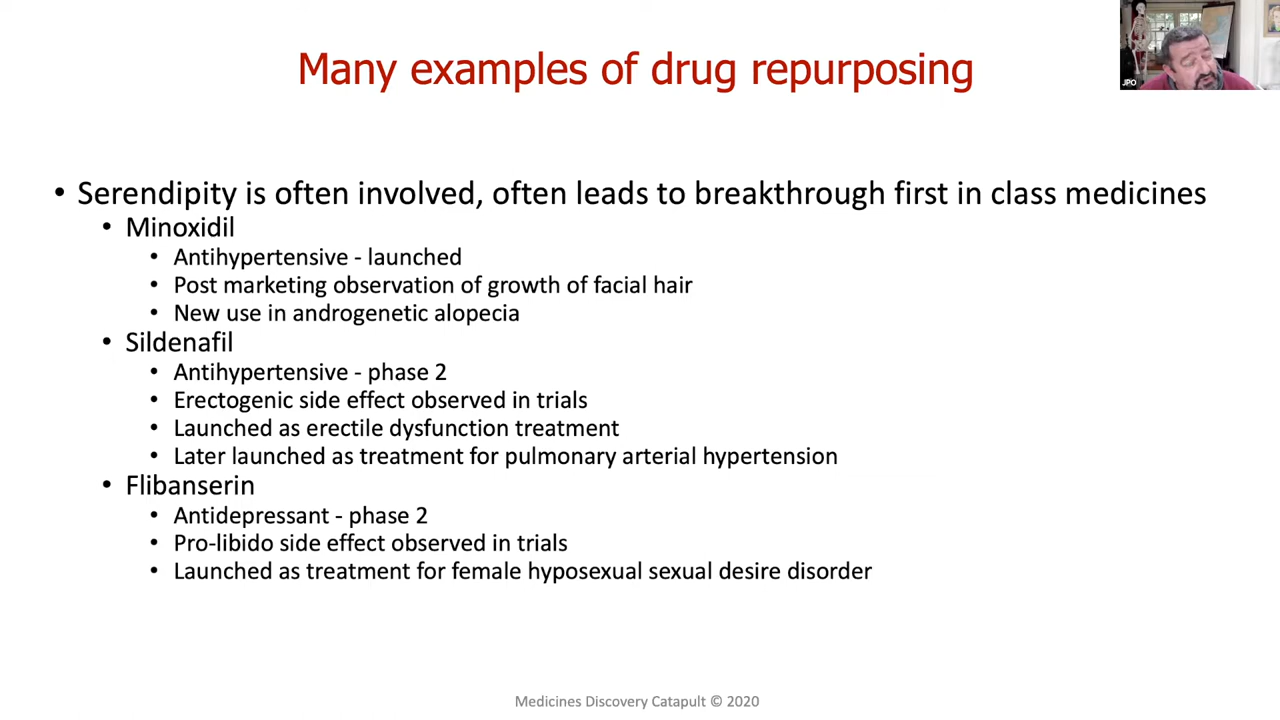 Many examples of drug repurposing
JPO
• Serendipity is often involved, often leads to breakthrough first in class medicines
• Minoxidil
• Antihypertensive - launched
• Post marketing observation of growth of facial hair
• New use in androgenetic alopecia
• Sildenafil
• Antihypertensive - phase 2
• Erectogenic side effect observed in trials
• Launched as erectile dysfunction treatment
• Later launched as treatment for pulmonary arterial hypertension
• Flibanserin
• Antidepressant - phase 2
• Pro-libido side effect observed in trials
• Launched as treatment for female hyposexual sexual desire disorder
Medicines Discovery Catapult © 2020